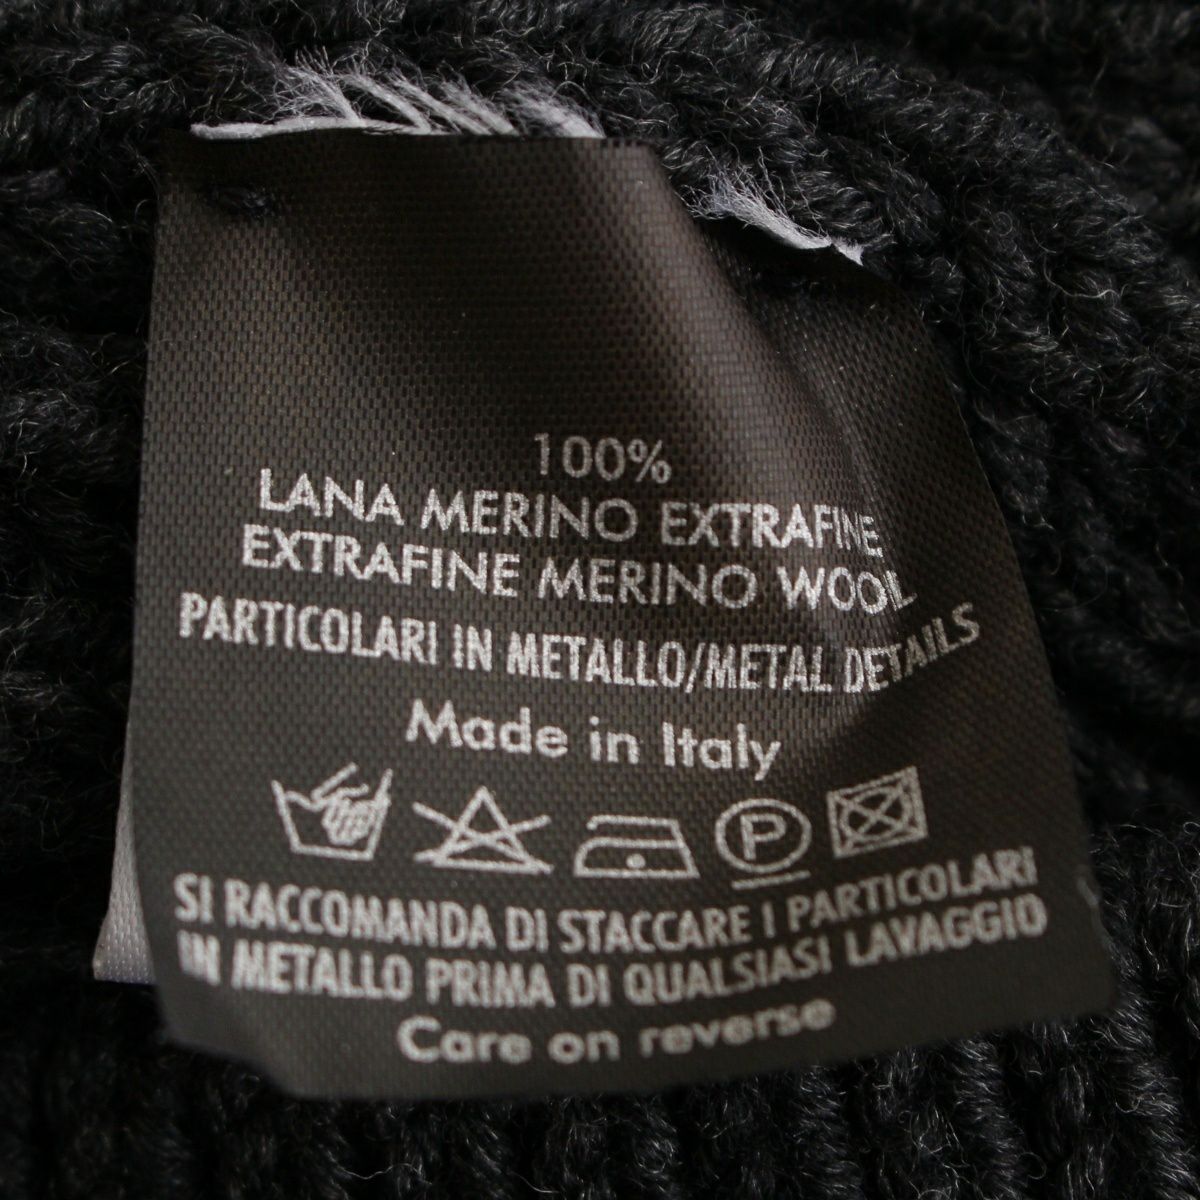 100%
LANA MERINO EXTRAFINE
EXTRAFINE MERINO WOOL
PARTICOLARI IN METALLO/METAL DETAILS
Made in Italy
P
SI RACCOMANDA DI STACCARE I PARTICOLARI
IN METALLO PRIMA DI QUALSIASI LAVAGGIO
Care on reverse